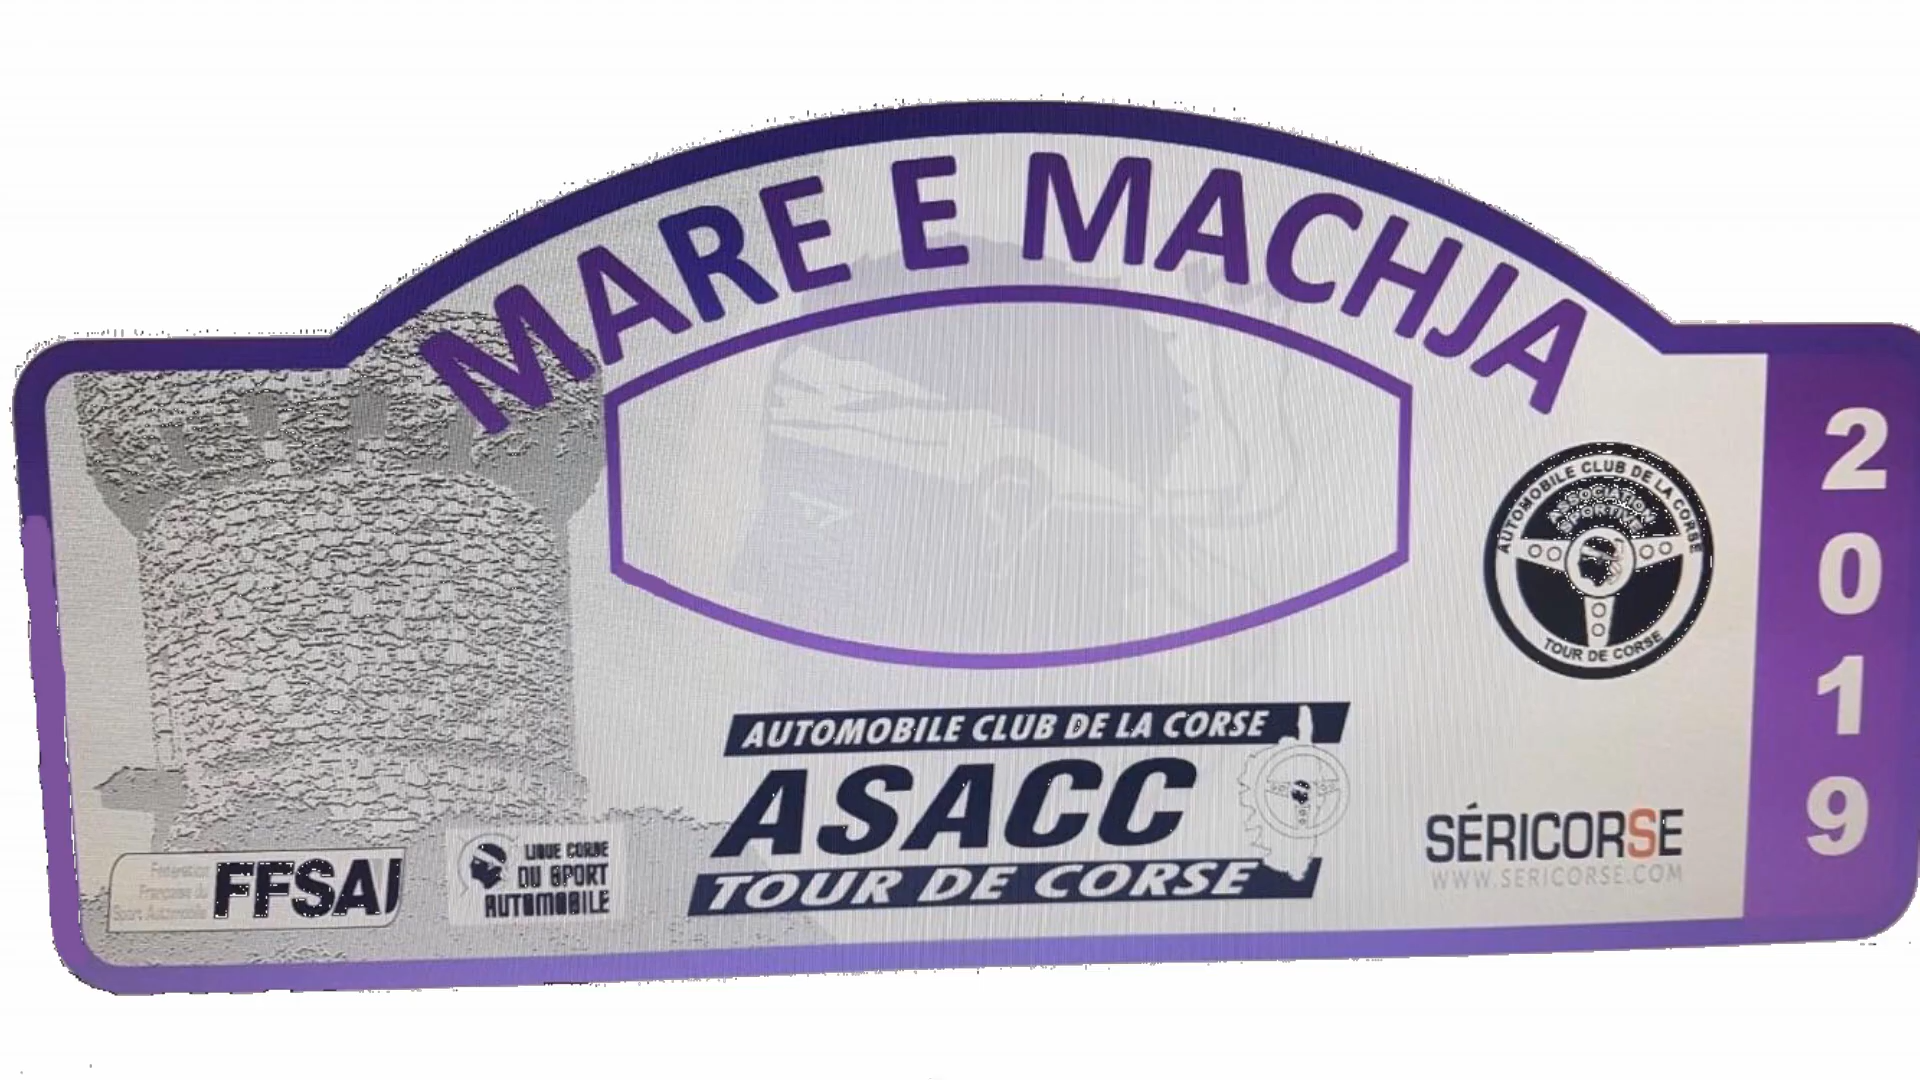 MARE E MACHJA
2019
AUTOMOBILE CLUB DE LA CORSE
ASSOCIATION
SPORTIVE
TOUR DE CORSE
AUTOMOBILE CLUB DE LA CORSE
ASACC
TOUR DE CORSE
SÉRICORSE
WWW.SERICORSE.COM
Fédération
Française du
Sport Automobile
FFSA
LIGUE CORSE
DU SPORT
AUTOMOBILE